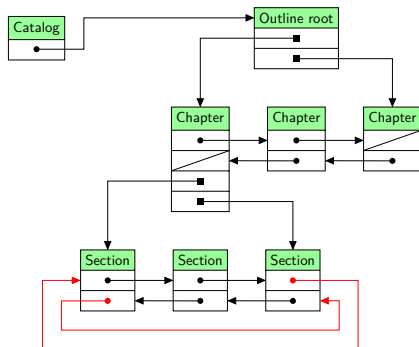 Outline root
Catalog
Chapter
Chapter
Chapter
Section
Section
Section